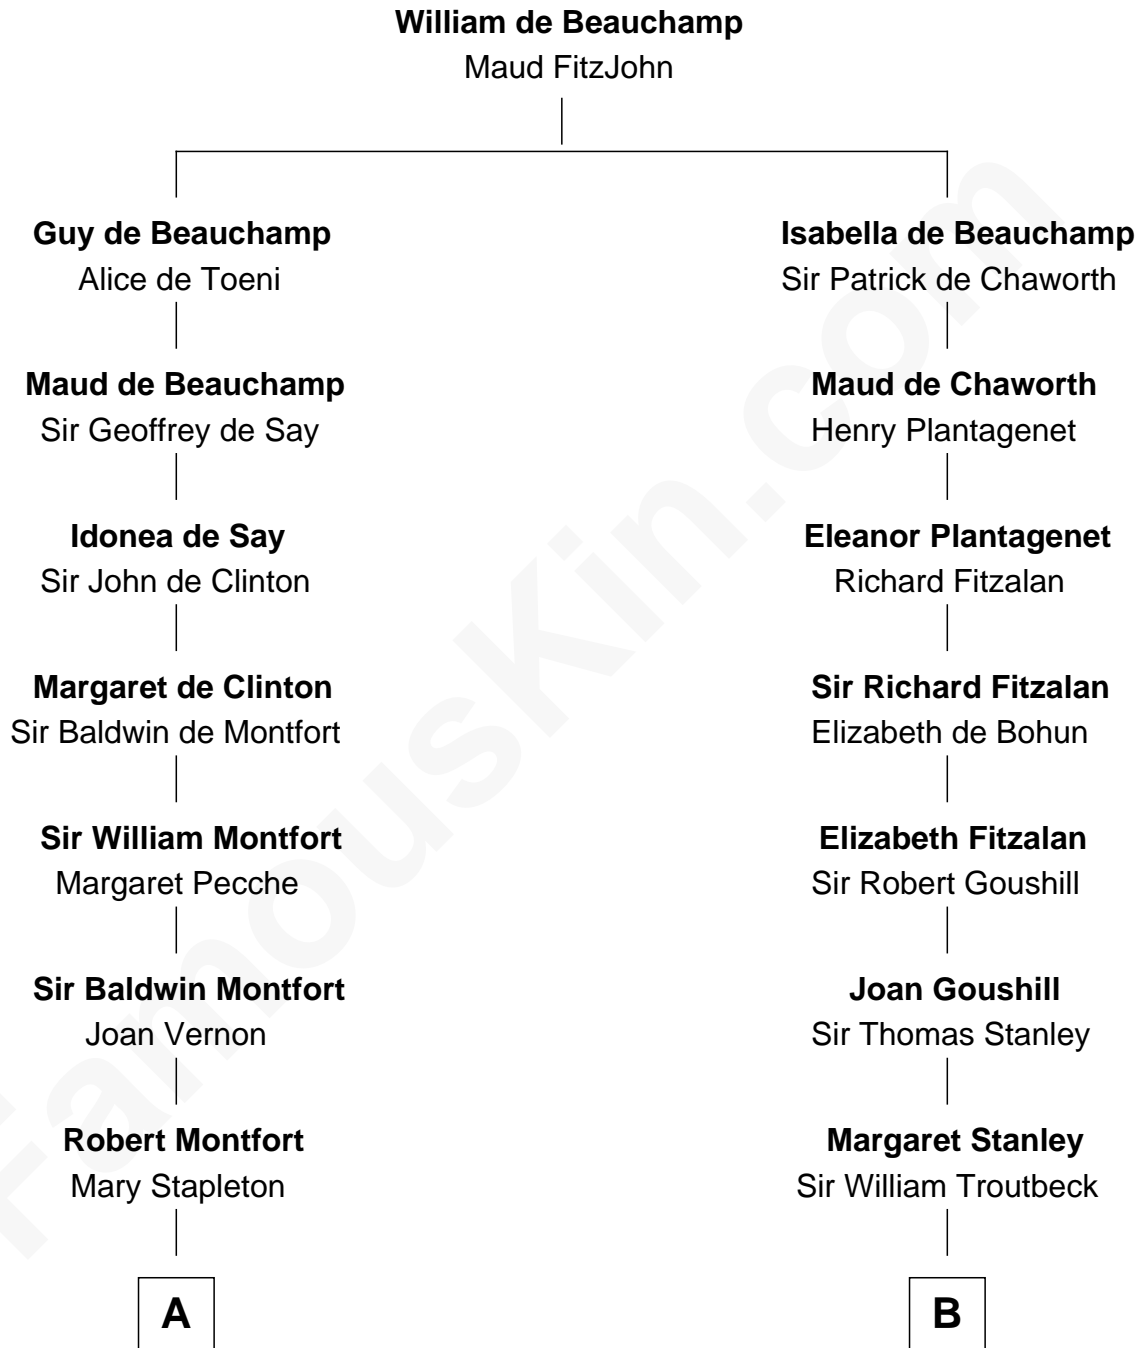 William de Beauchamp
Maud FitzJohn
Guy de Beauchamp
Alice de Toeni
Isabella de Beauchamp
Sir Patrick de Chaworth
Maud de Beauchamp
Sir Geoffrey de Say
Maud de Chaworth
Henry Plantagenet
Idonea de Say
Sir John de Clinton
Eleanor Plantagenet
Richard Fitzalan
Margaret de Clinton
Sir Baldwin de Montfort
Sir Richard Fitzalan
Elizabeth de Bohun
Sir William Montfort
Margaret Pecche
Elizabeth Fitzalan
Sir Robert Goushill
Sir Baldwin Montfort
Joan Vernon
Joan Goushill
Sir Thomas Stanley
Robert Montfort
Mary Stapleton
Margaret Stanley
Sir William Troutbeck
A
B
FamousKin.com